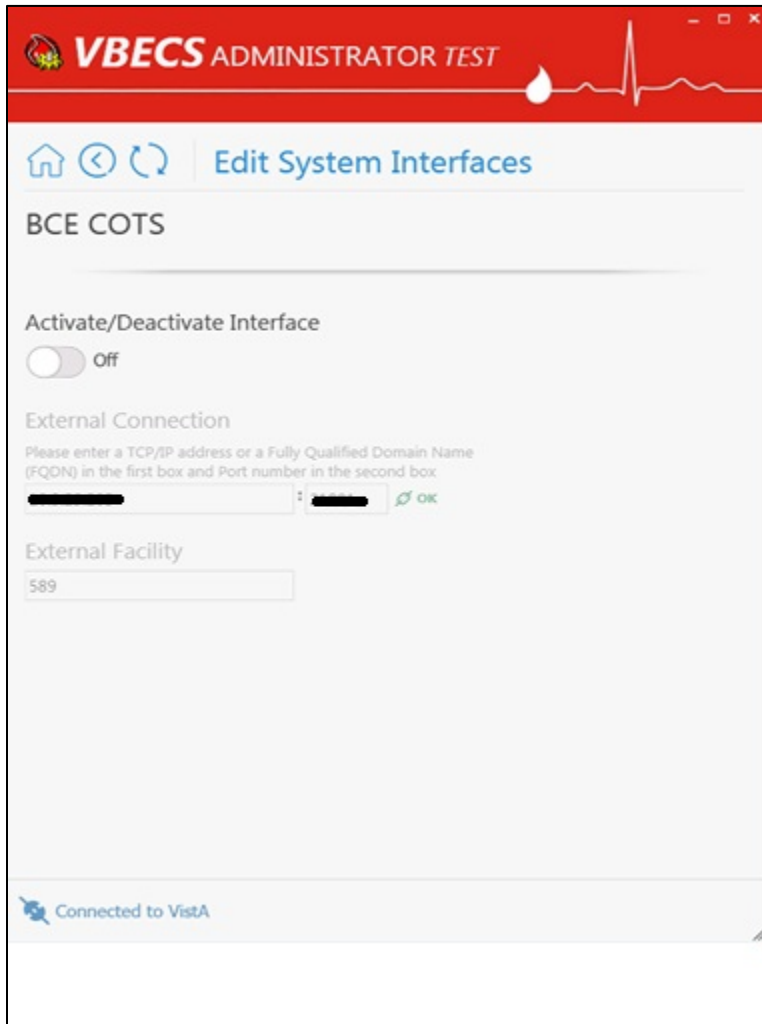 VBECS ADMINISTRATOR TEST
Edit System Interfaces
BCE COTS
Activate/Deactivate Interface
Off
External Connection
Please enter a TCP/IP address or a Fully Qualified Domain Name
(FQDN) in the first box and Port number in the second box
: OK
External Facility
589
Connected to VistA